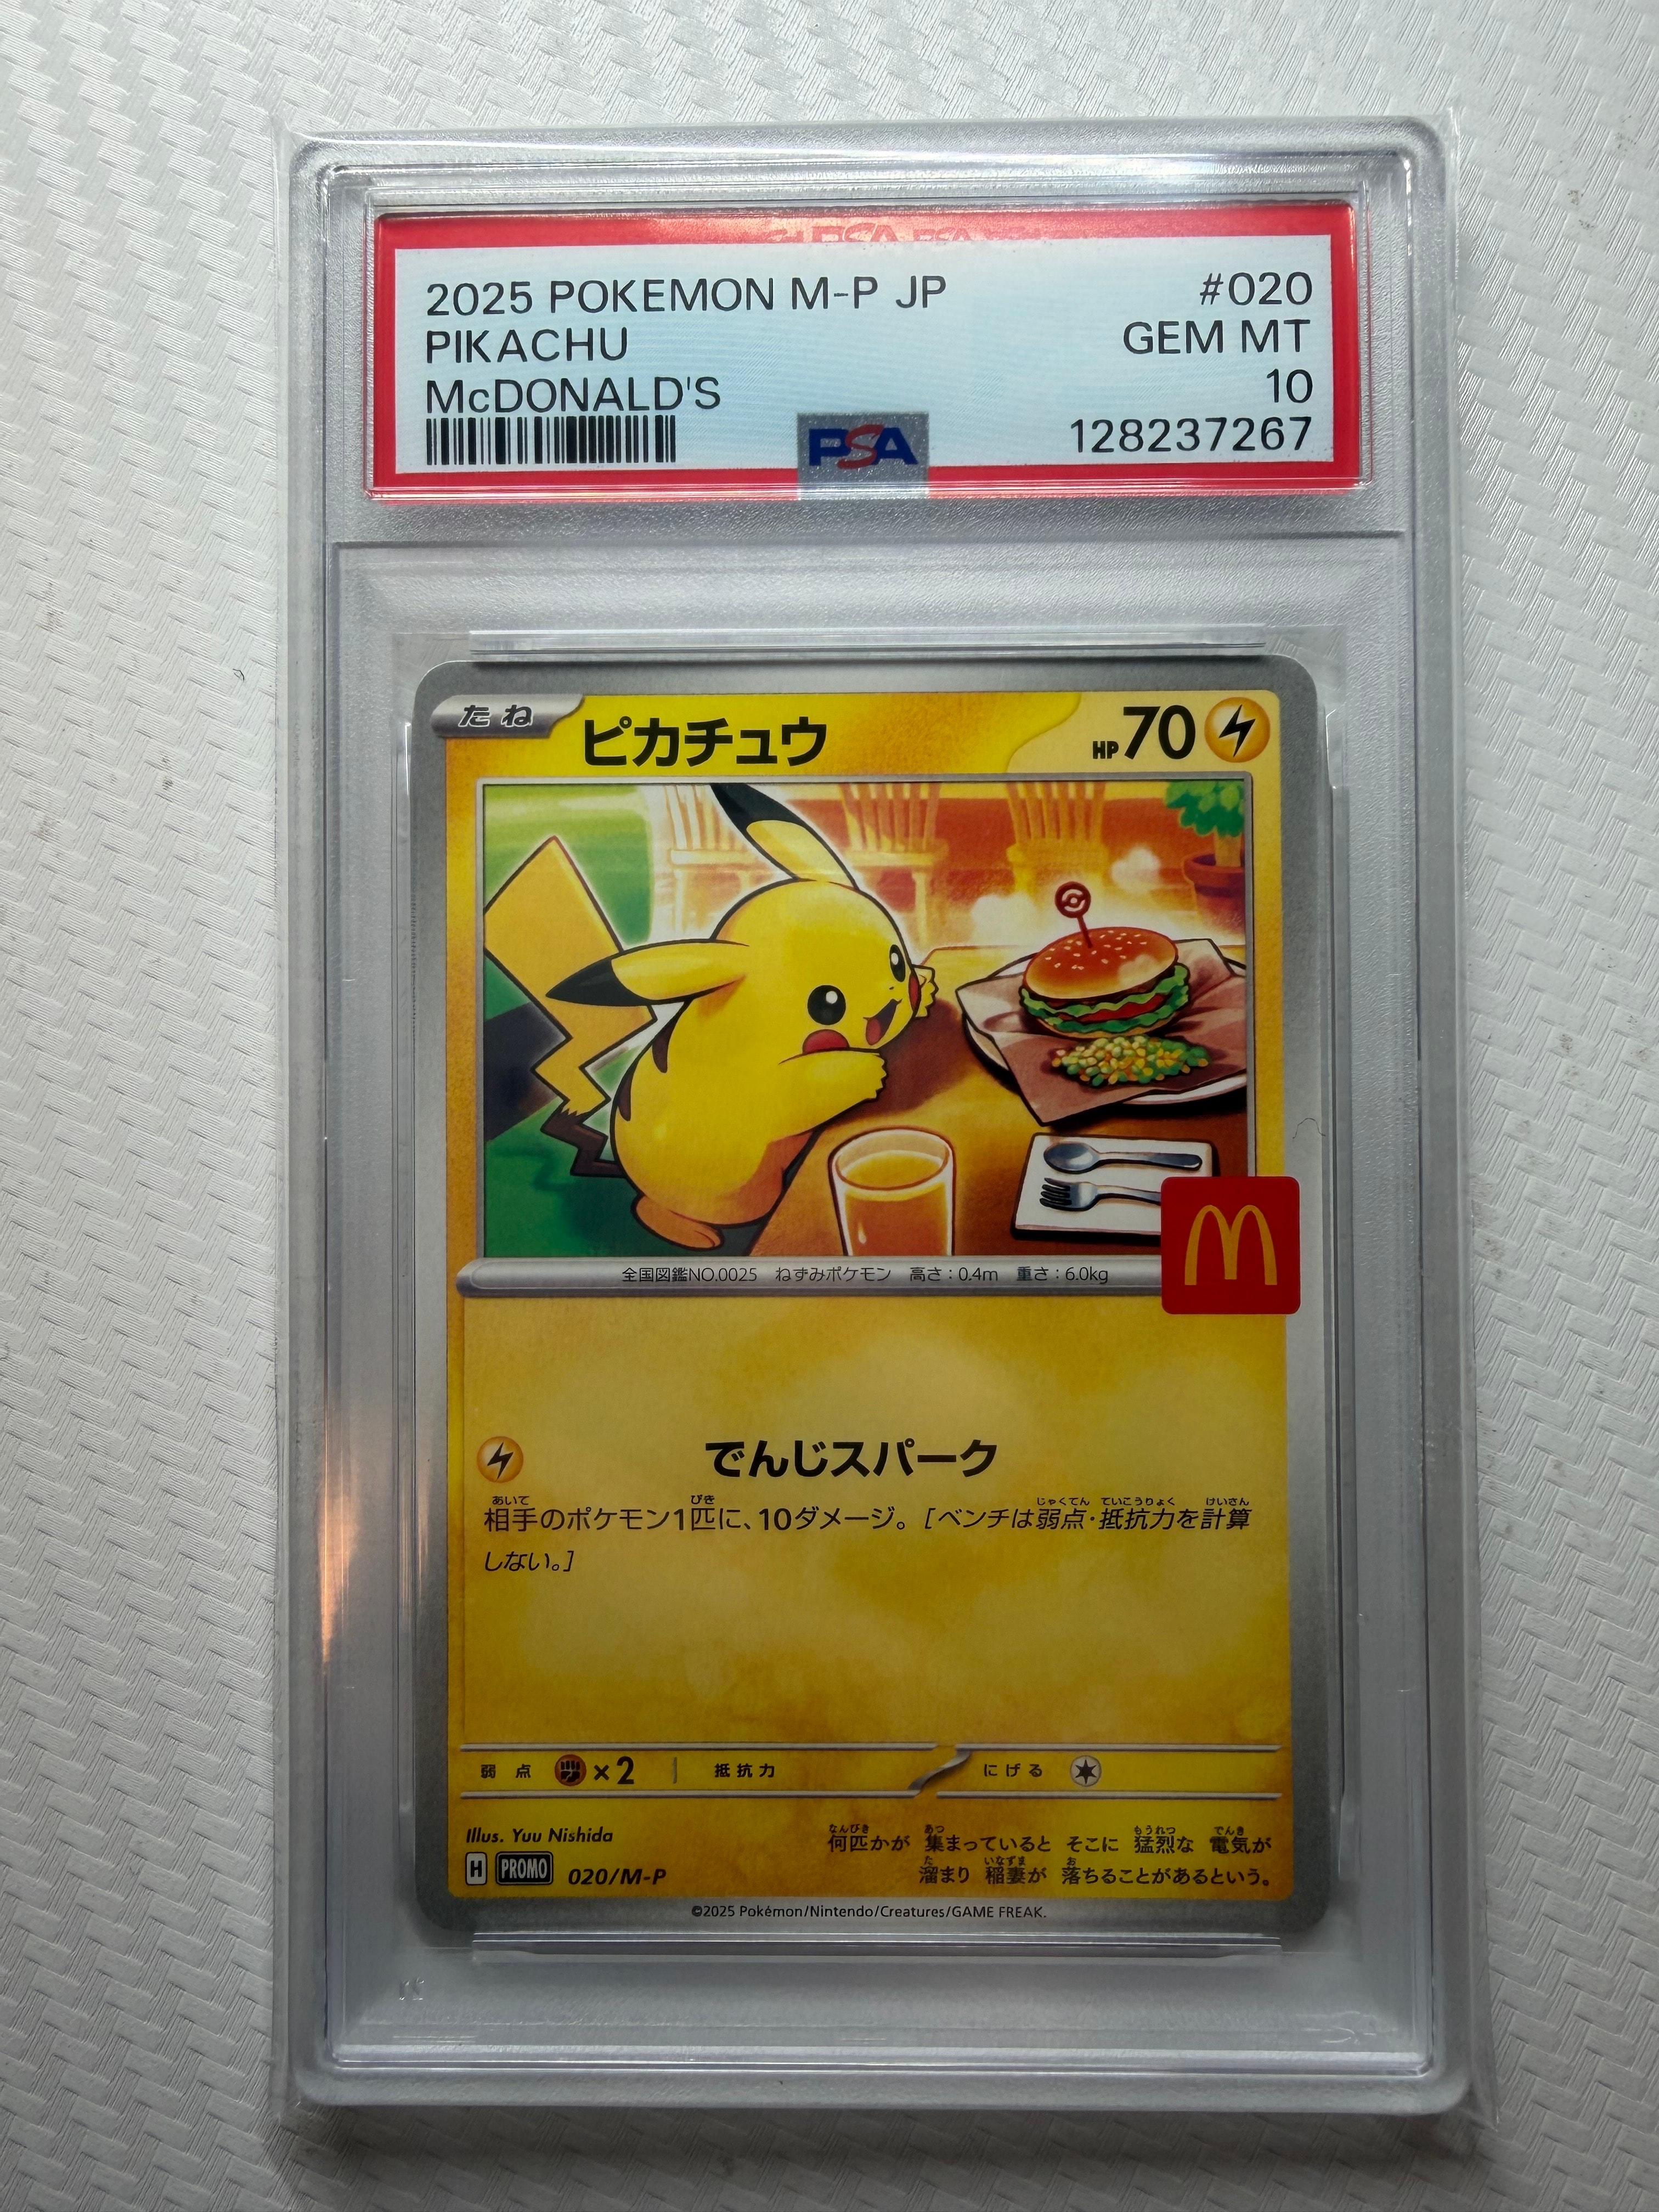 2025 POKEMON M-P JP #020
PIKACHU GEM MT
McDONALD'S 10
PSA 128237267
たね ピカチュウ HP70
全国図鑑NO.0025 ねずみポケモン 高さ:0.4m 重さ:6.0kg
でんじスパーク
相手のポケモン1匹に、10ダメージ。[ベンチは弱点・抵抗力を計算
しない。]
弱点 ×2 抵抗力 にげる
Illus. Yuu Nishida
何匹かが 集まっていると そこに 猛烈な 電気が
溜まり 稲妻が 落ちることがあるという。
H PROMO 020/M-P
©2025 Pokémon/Nintendo/Creatures/GAME FREAK.